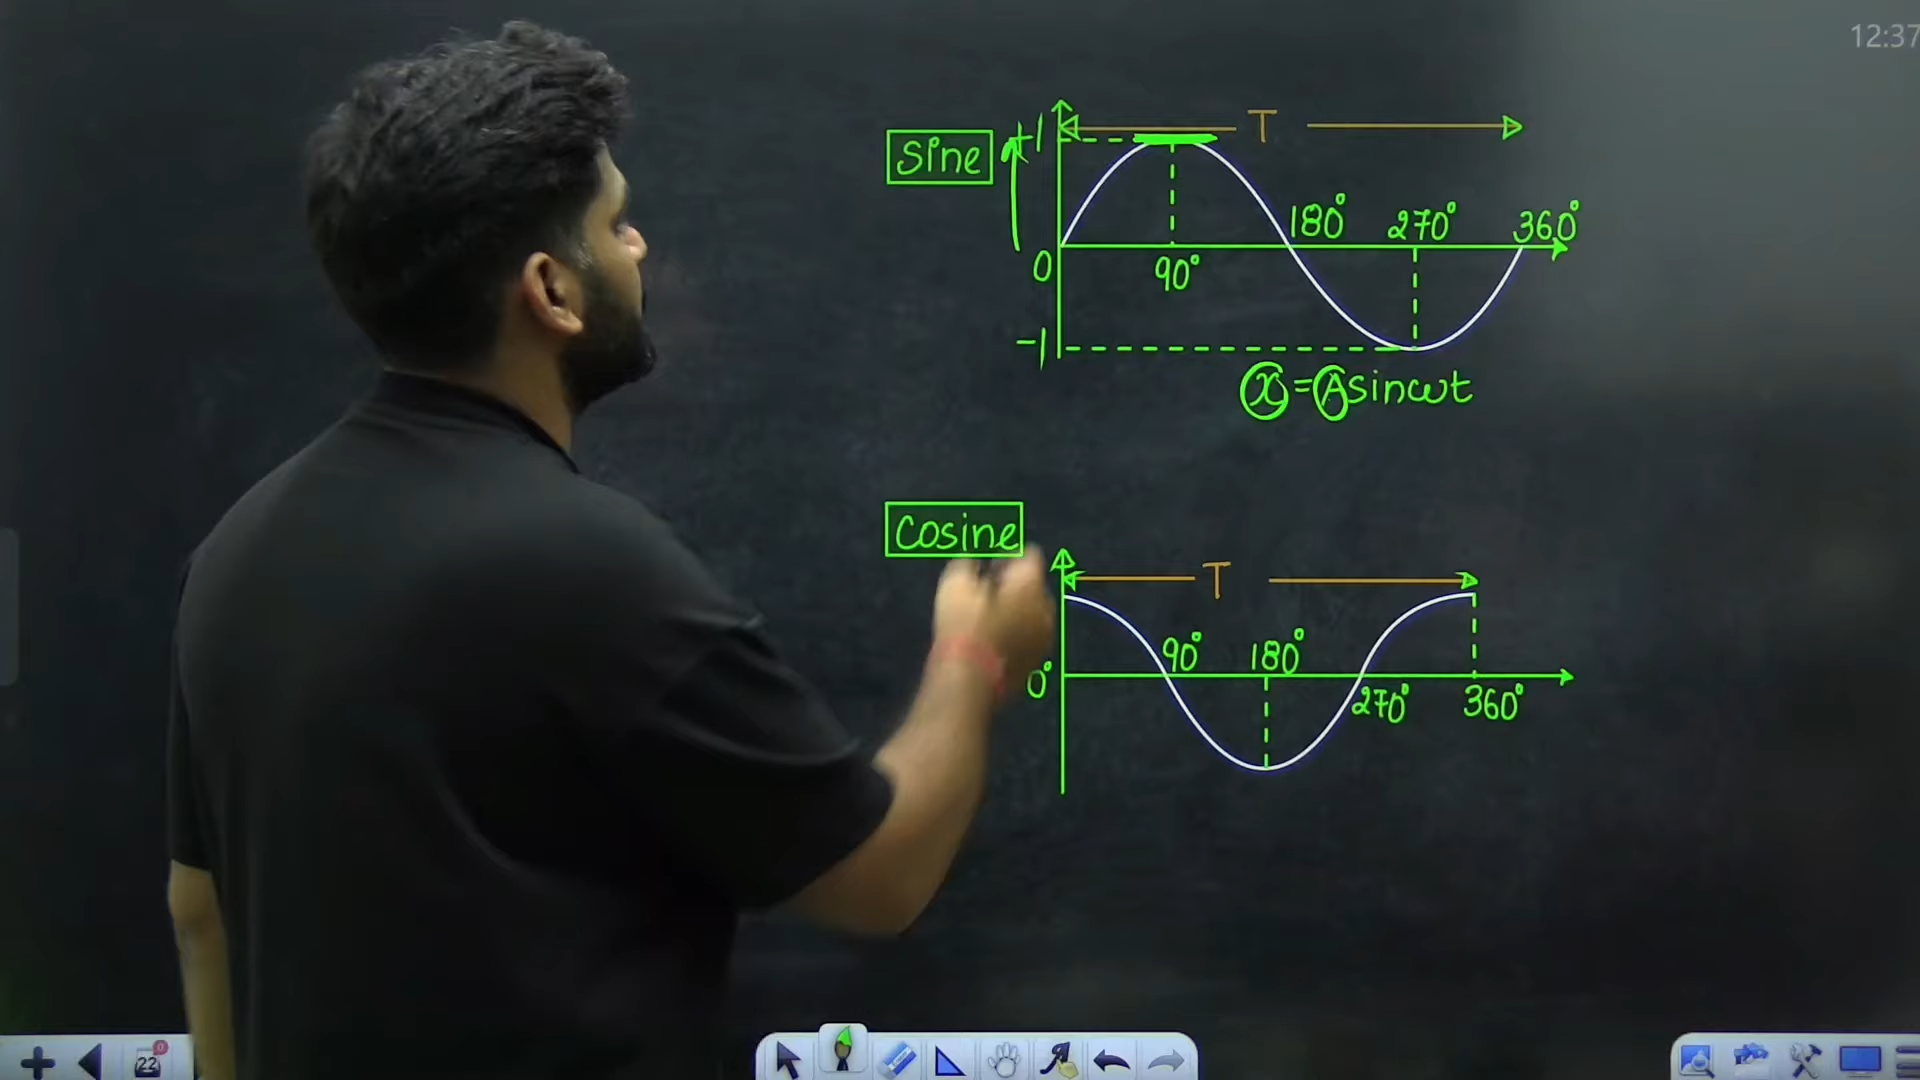 12:37
T
+1
Sine
180° 270° 360°
0
90°
-1
x=Asinωt
Cosine
T
90° 180°
0°
270° 360°
22